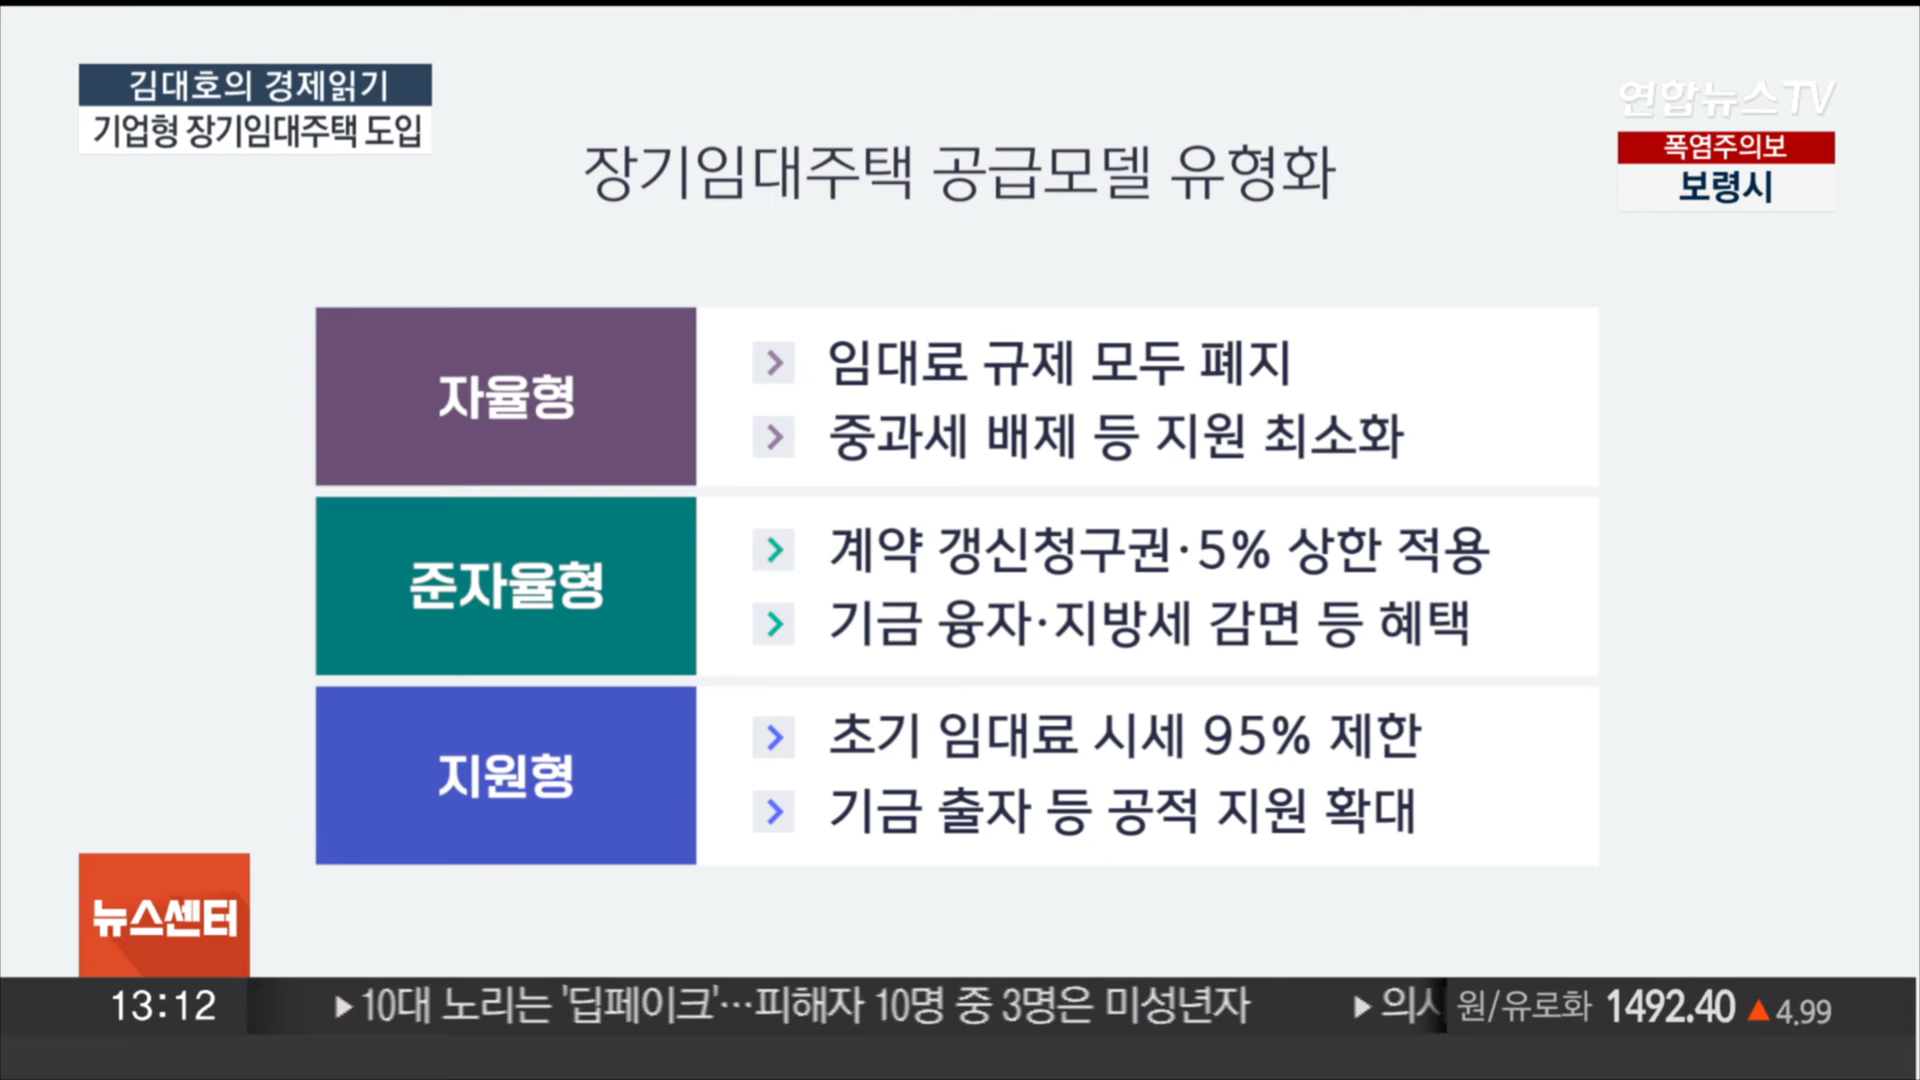 김대호의 경제읽기
기업형 장기임대주택 도입
연합뉴스TV
폭염주의보
보령시
장기임대주택 공급모델 유형화
자율형
임대료 규제 모두 폐지
중과세 배제 등 지원 최소화
준자율형
계약 갱신청구권·5% 상한 적용
기금 융자·지방세 감면 등 혜택
지원형
초기 임대료 시세 95% 제한
기금 출자 등 공적 지원 확대
뉴스센터
13:12 ▶10대 노리는 '딥페이크'…피해자 10명 중 3명은 미성년자 ▶의사 원/유로화 1492.40 ▲4.99